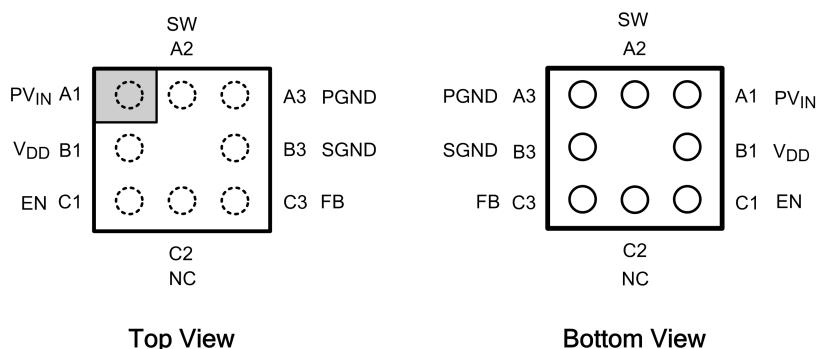 SW
A2
PVIN A1
A3 PGND
VDD B1
B3 SGND
EN C1
C3 FB
C2
NC
Top View
SW
A2
PGND A3
A1 PVIN
SGND B3
B1 VDD
FB C3
C1 EN
C2
NC
Bottom View